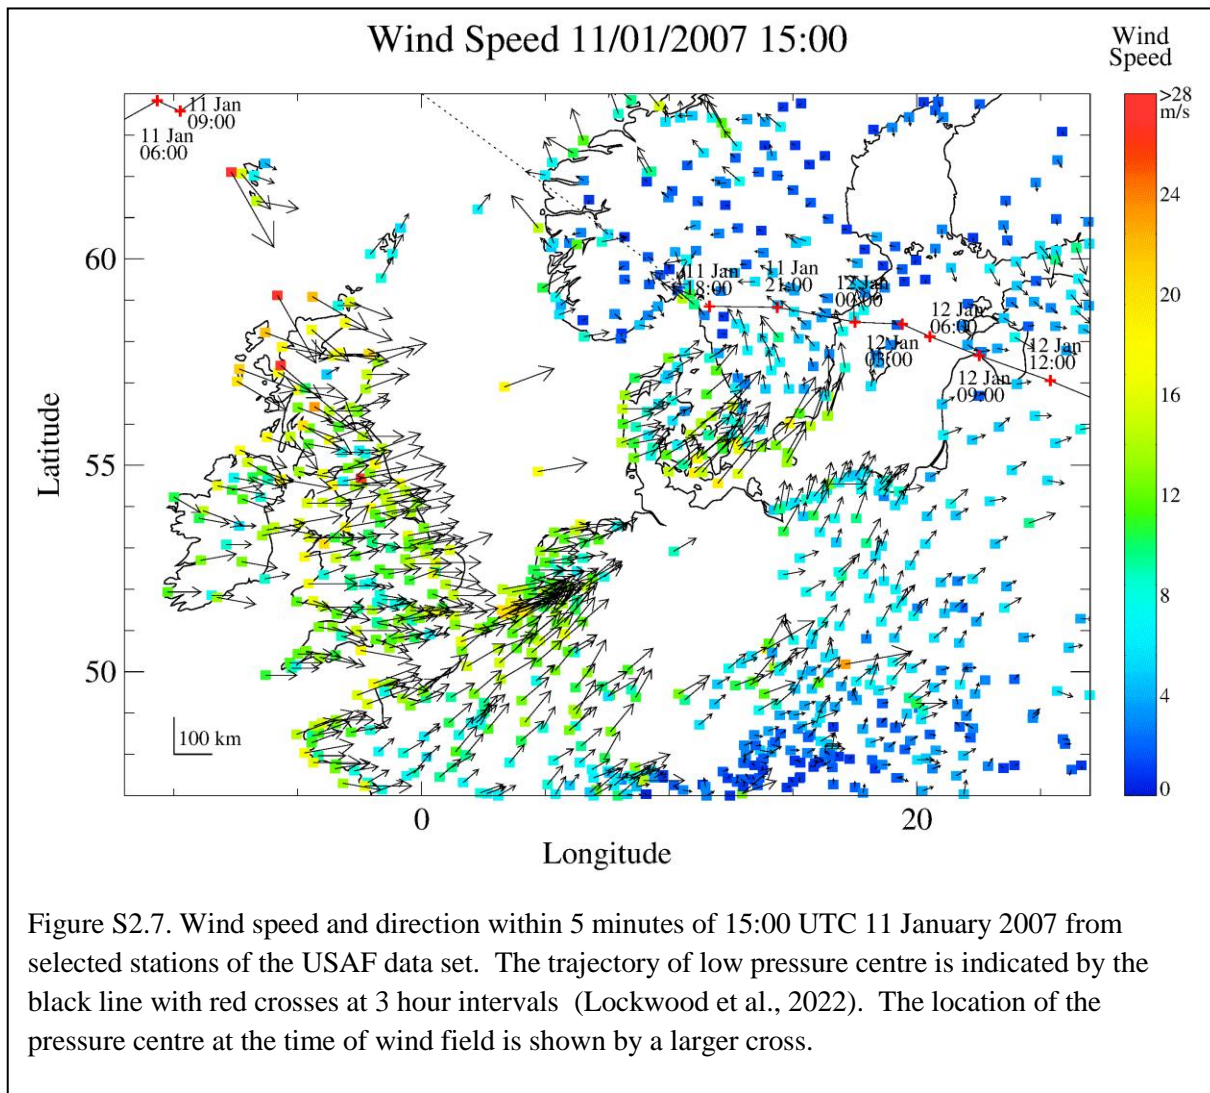 Wind Speed 11/01/2007 15:00
Wind
Speed
>28
m/s
24
20
16
12
8
4
0
11 Jan
09:00
11 Jan
06:00
60
55
50
Latitude
11 Jan
18:00
11 Jan
21:00
12 Jan
00:00
12 Jan
03:00
12 Jan
06:00
12 Jan
09:00
12 Jan
12:00
100 km
0
20
Longitude
Figure S2.7. Wind speed and direction within 5 minutes of 15:00 UTC 11 January 2007 from
selected stations of the USAF data set. The trajectory of low pressure centre is indicated by the
black line with red crosses at 3 hour intervals (Lockwood et al., 2022). The location of the
pressure centre at the time of wind field is shown by a larger cross.